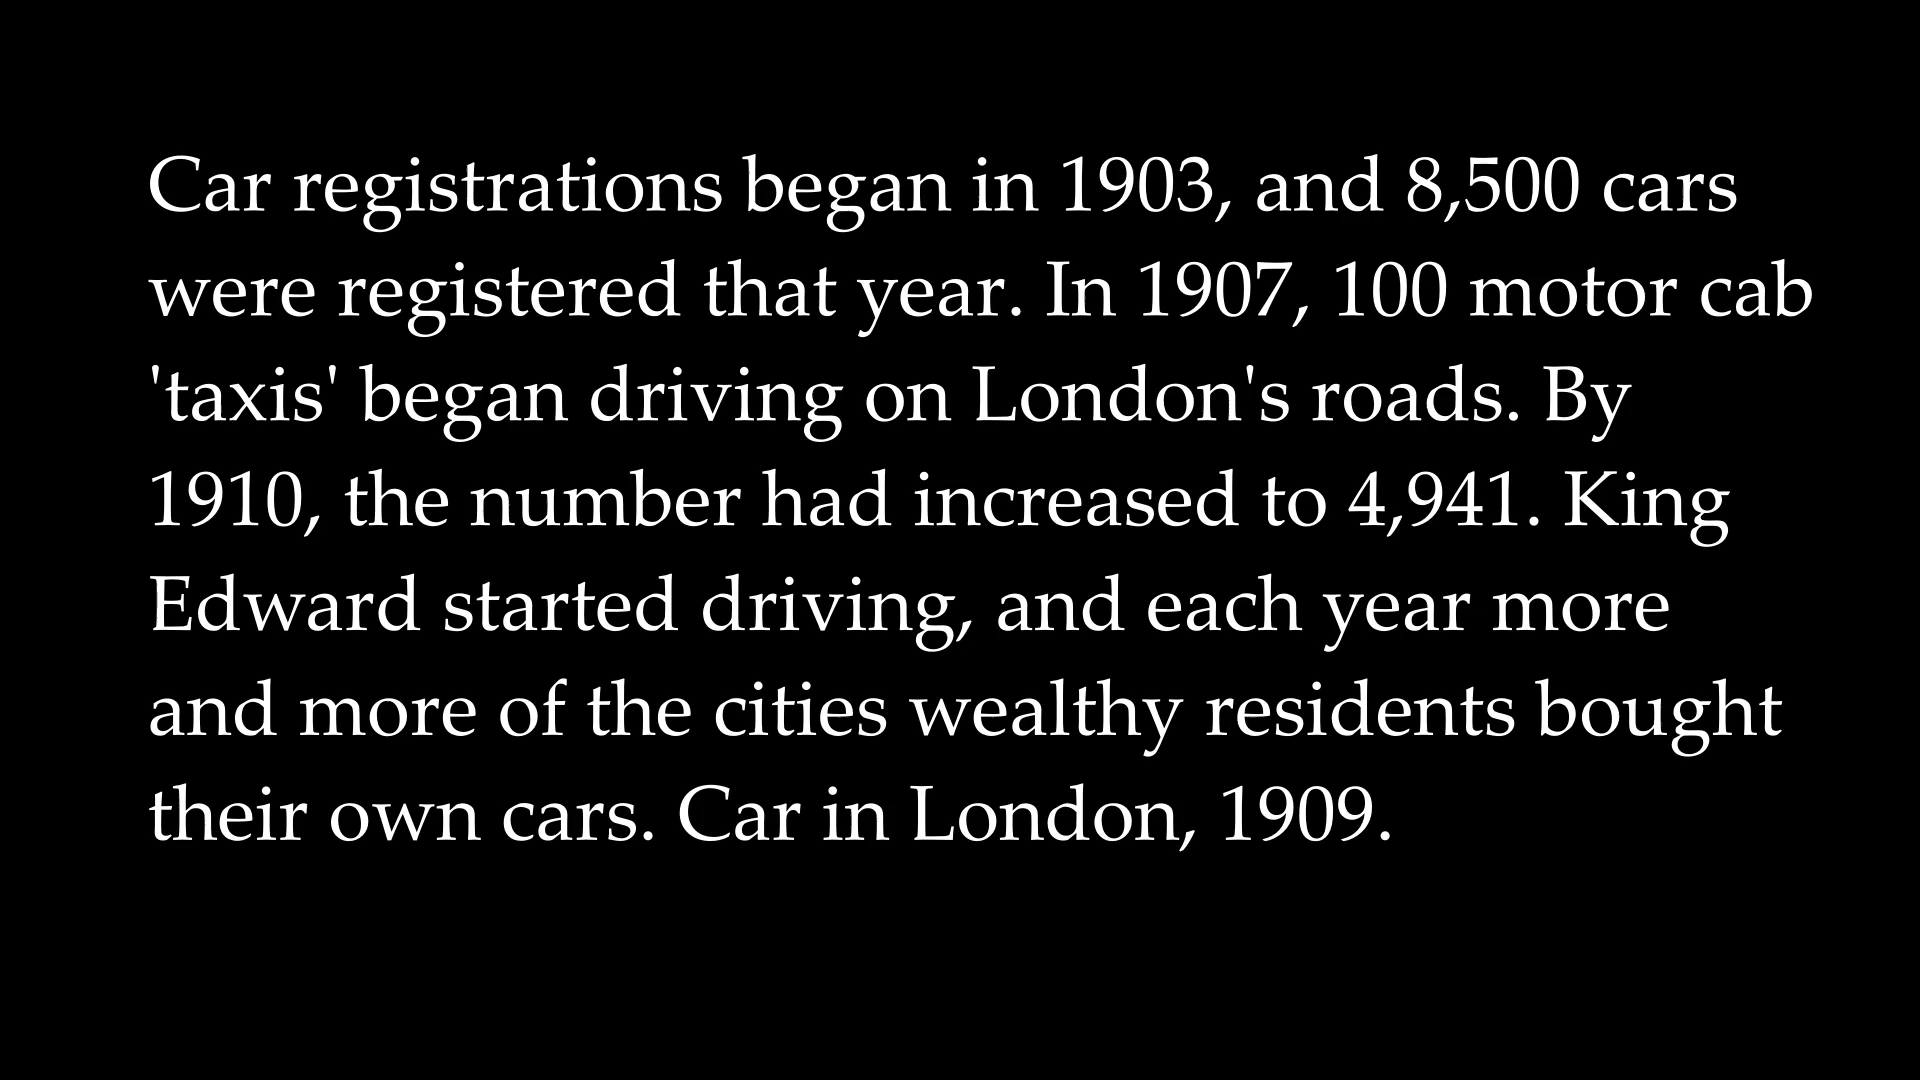 Car registrations began in 1903, and 8,500 cars
were registered that year. In 1907, 100 motor cab
'taxis' began driving on London's roads. By
1910, the number had increased to 4,941. King
Edward started driving, and each year more
and more of the cities wealthy residents bought
their own cars. Car in London, 1909.